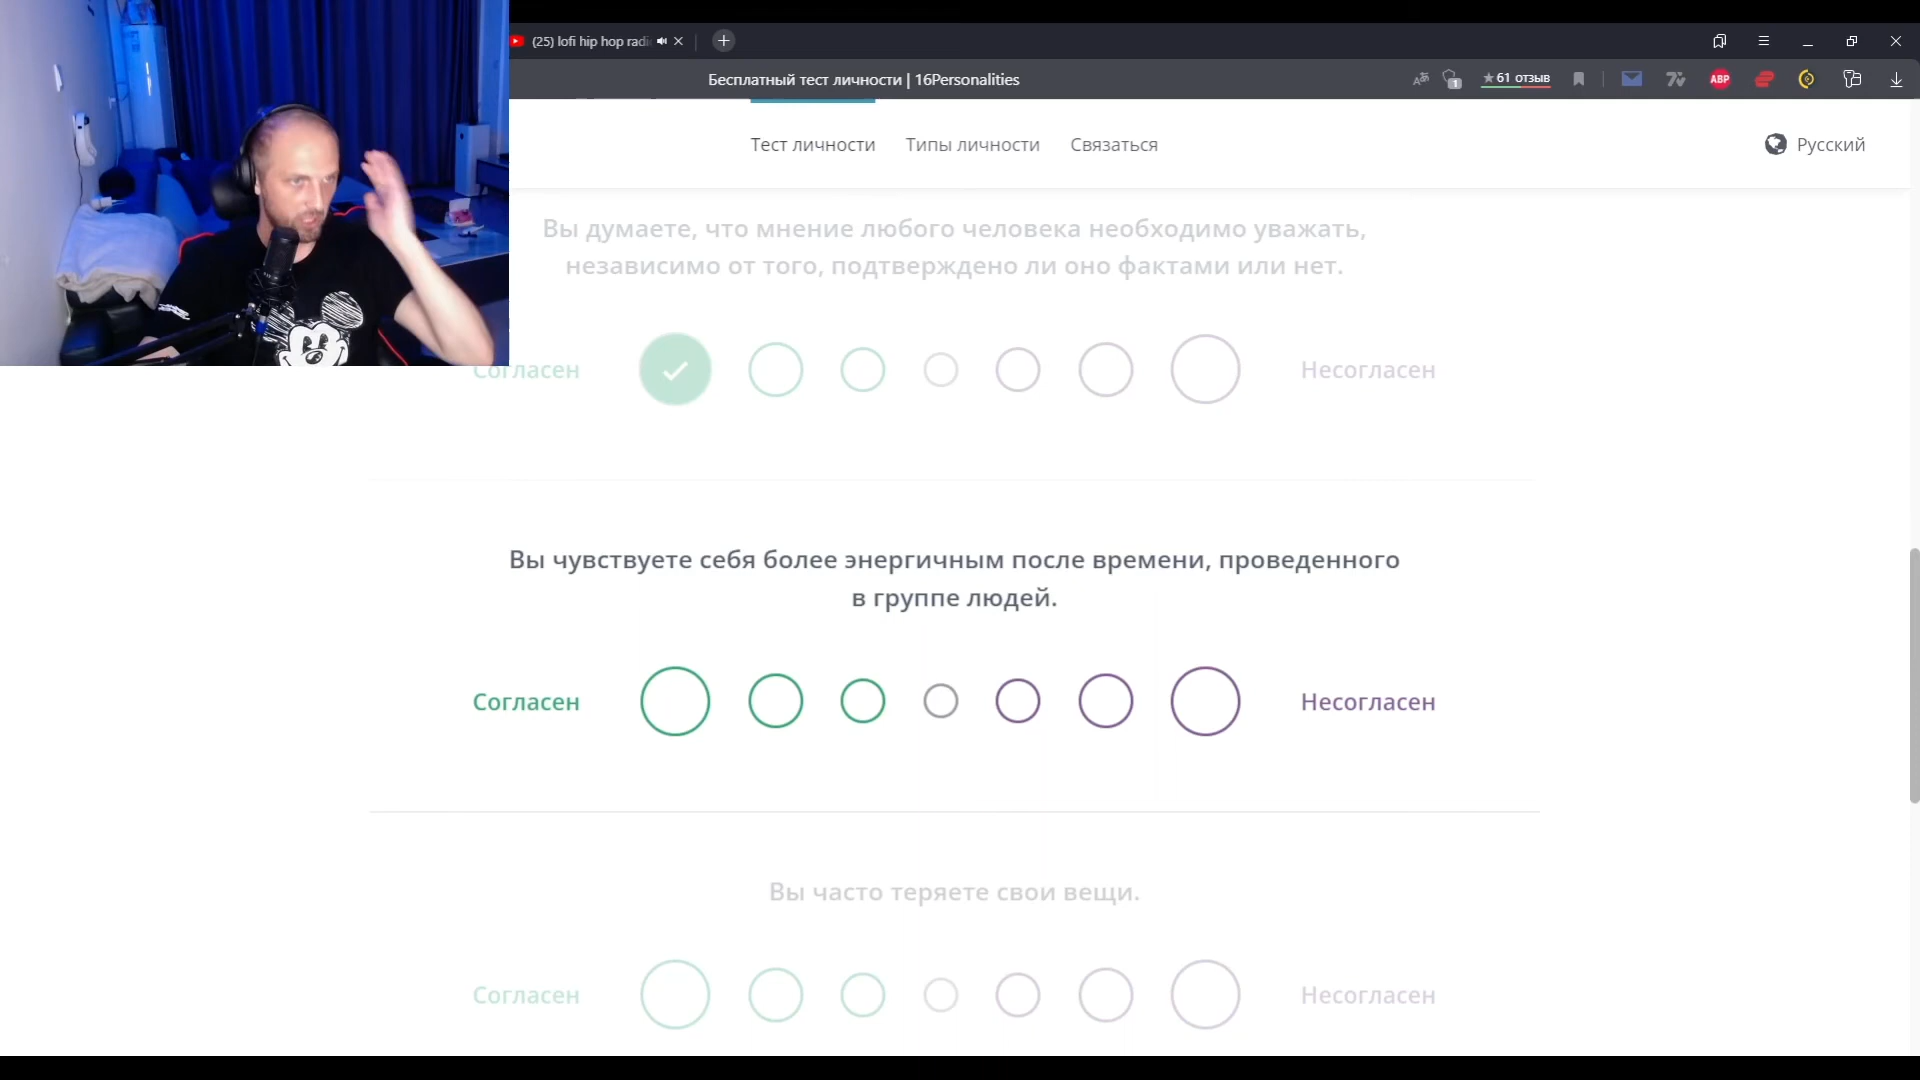 (25) lofi hip hop radi
Бесплатный тест личности | 16Personalities
★61 отзыв
ABP
1
Тест личности
Типы личности
Связаться
Русский
Вы думаете, что мнение любого человека необходимо уважать,
независимо от того, подтверждено ли оно фактами или нет.
Согласен
Несогласен
Вы чувствуете себя более энергичным после времени, проведенного
в группе людей.
Согласен
Несогласен
Вы часто теряете свои вещи.
Согласен
Несогласен